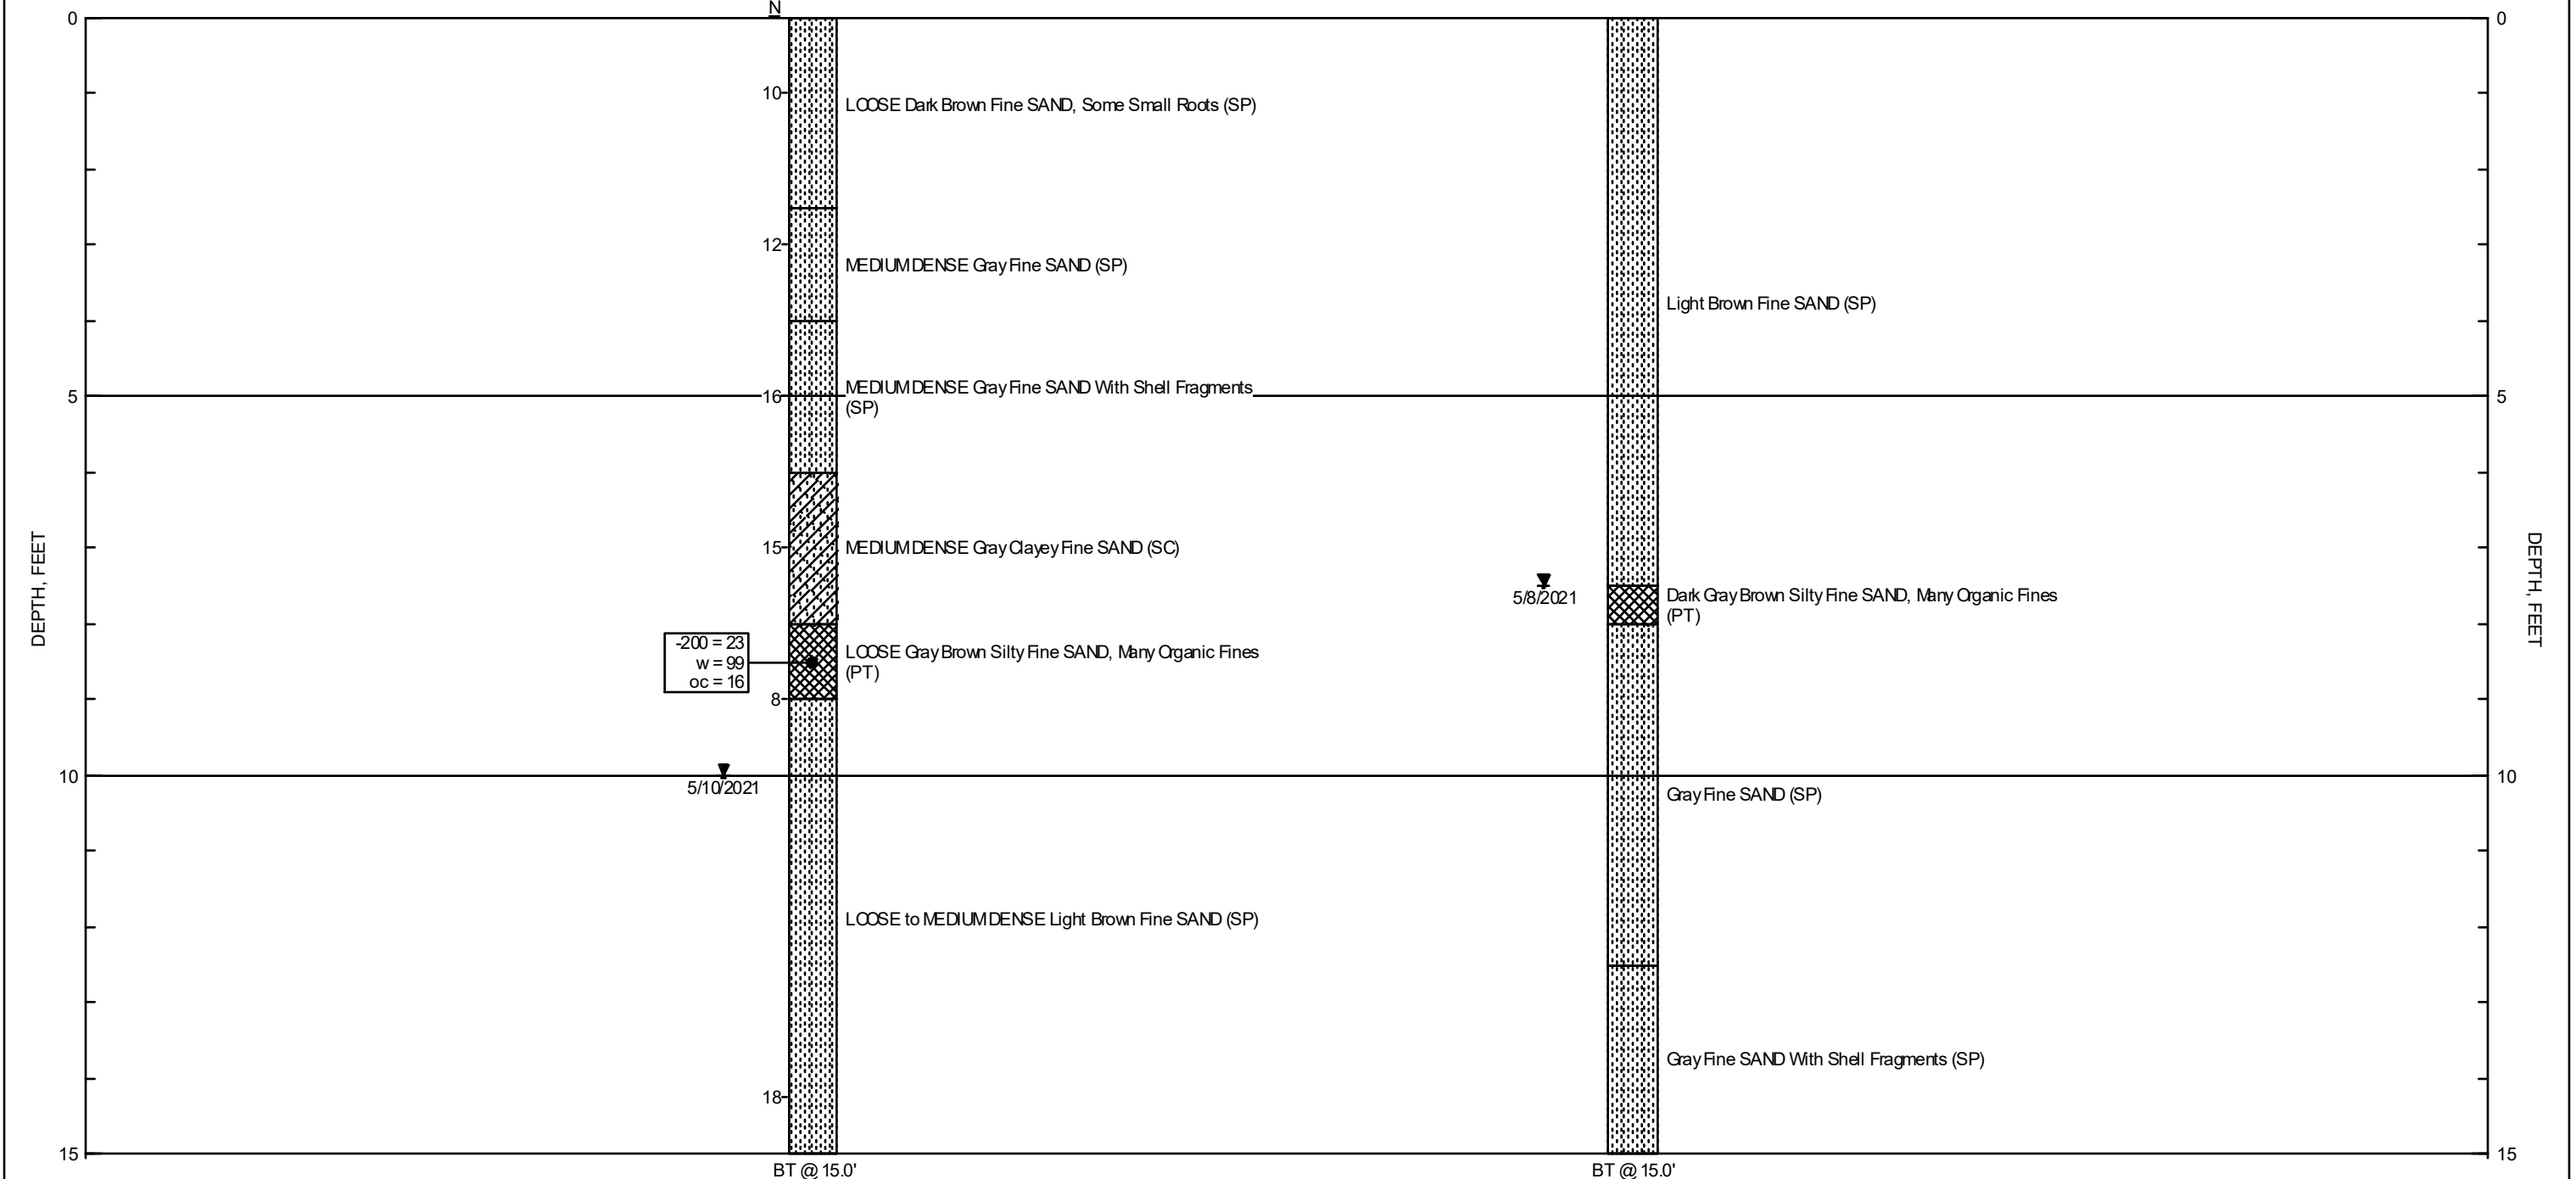 N
0
0
10
LOOSE Dark Brown Fine SAND, Some Small Roots (SP)
12
MEDIUM DENSE Gray Fine SAND (SP)
Light Brown Fine SAND (SP)
5
16
MEDIUM DENSE Gray Fine SAND With Shell Fragments
(SP)
5
DEPTH, FEET
15
MEDIUM DENSE Gray Clayey Fine SAND (SC)
5/8/2021
Dark Gray Brown Silty Fine SAND, Many Organic Fines
(PT)
DEPTH, FEET
-200 = 23
w = 99
oc = 16
LOOSE Gray Brown Silty Fine SAND, Many Organic Fines
(PT)
8
10
5/10/2021
Gray Fine SAND (SP)
10
LOOSE to MEDIUM DENSE Light Brown Fine SAND (SP)
Gray Fine SAND With Shell Fragments (SP)
18
15
15
BT @ 15.0'
BT @ 15.0'